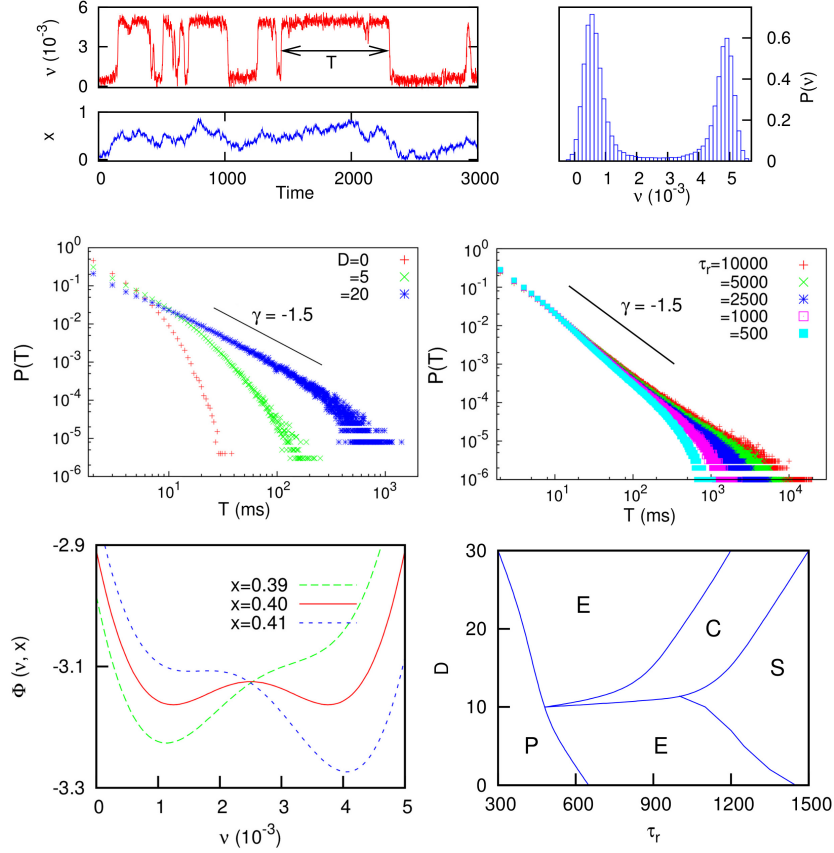 6
3
0
ν (10⁻³)
T
1
0
x
0 1000 2000 3000
Time
0.6
0.4
0.2
0
P(ν)
0 1 2 3 4 5
ν (10⁻³)
10⁰
10⁻¹
10⁻²
10⁻³
10⁻⁴
10⁻⁵
10⁻⁶
P(T)
D=0
=5
=20
γ = -1.5
10¹ 10² 10³
T (ms)
10⁰
10⁻¹
10⁻²
10⁻³
10⁻⁴
10⁻⁵
10⁻⁶
P(T)
τᵣ=10000
=5000
=2500
=1000
=500
γ = -1.5
10¹ 10² 10³ 10⁴
T (ms)
-2.9
-3.1
-3.3
Φ (ν, x)
x=0.39
x=0.40
x=0.41
0 1 2 3 4 5
ν (10⁻³)
30
20
10
0
D
E
C
S
P
E
300 600 900 1200 1500
τᵣ